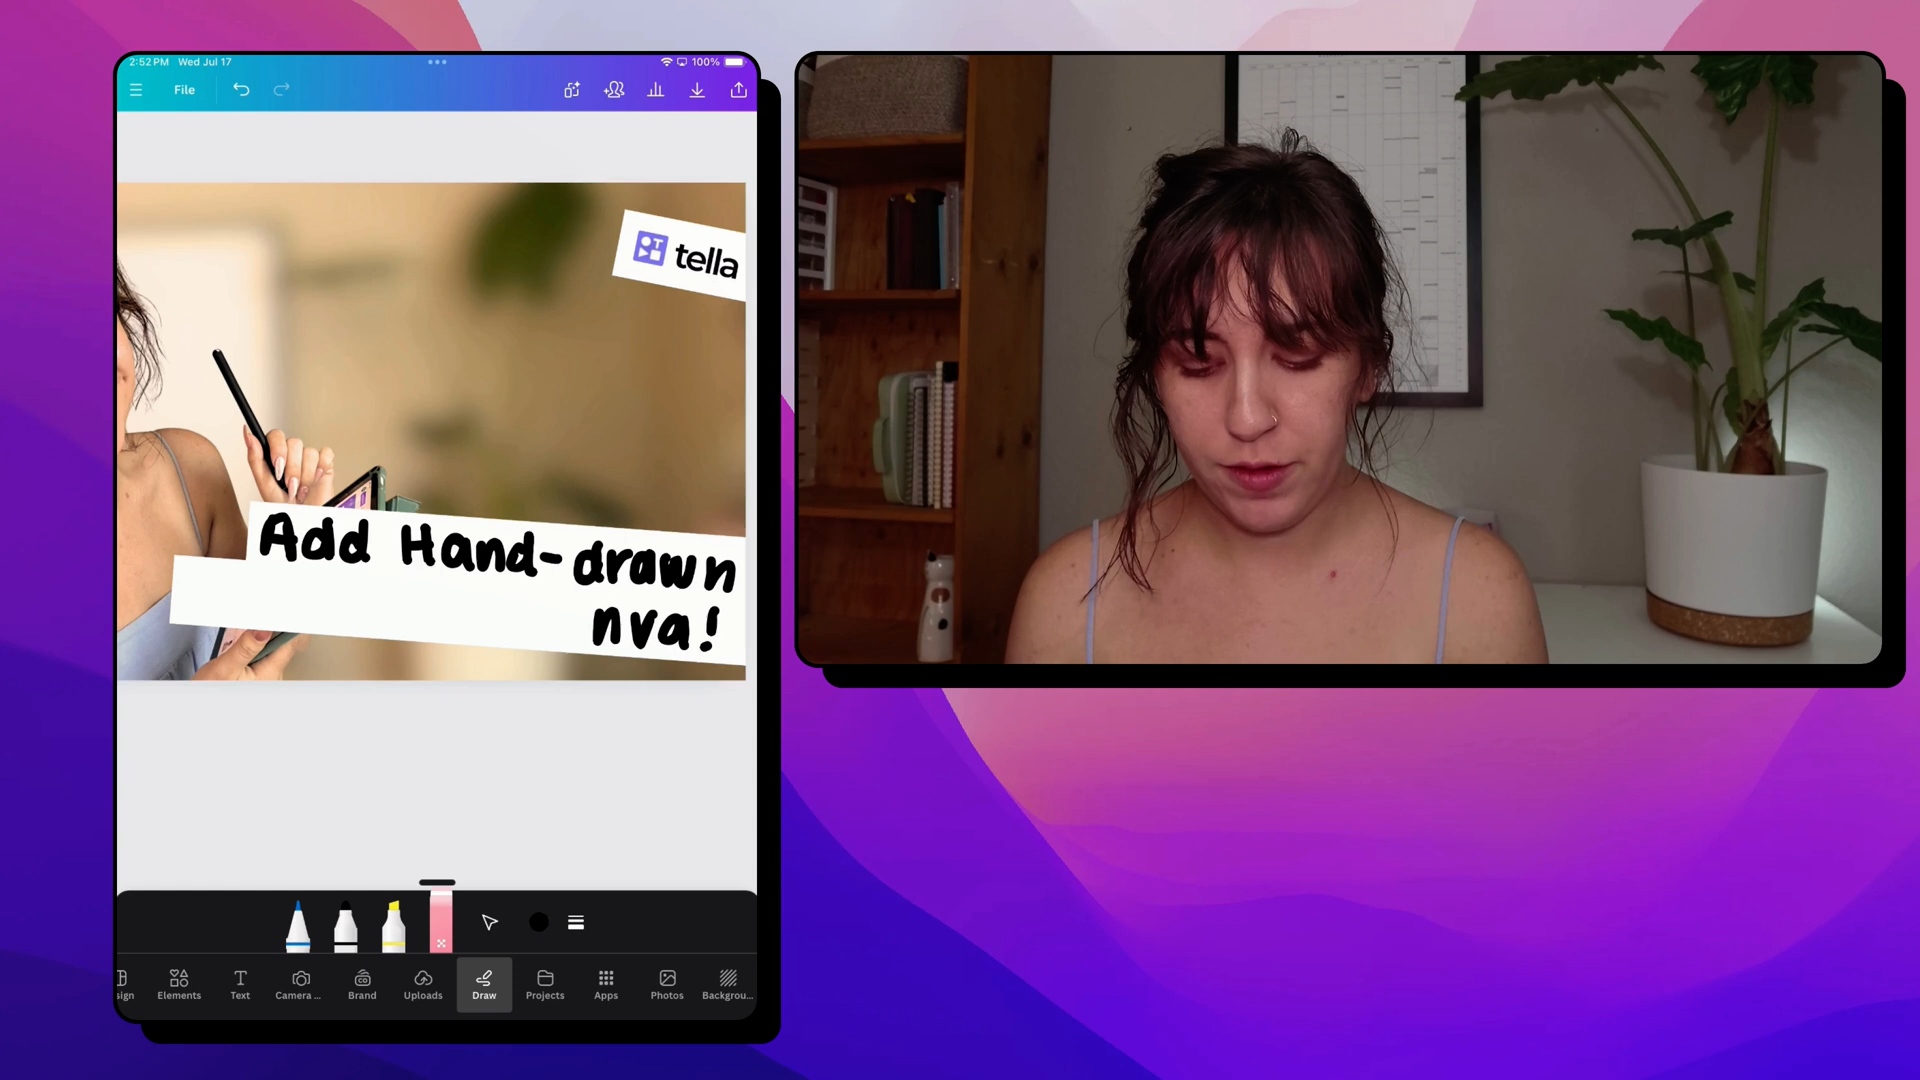 2:52 PM Wed Jul 17 100%
File
tella
Add Hand-drawn
nva!
sign Elements Text Camera ... Brand Uploads Draw Projects Apps Photos Backgrou...